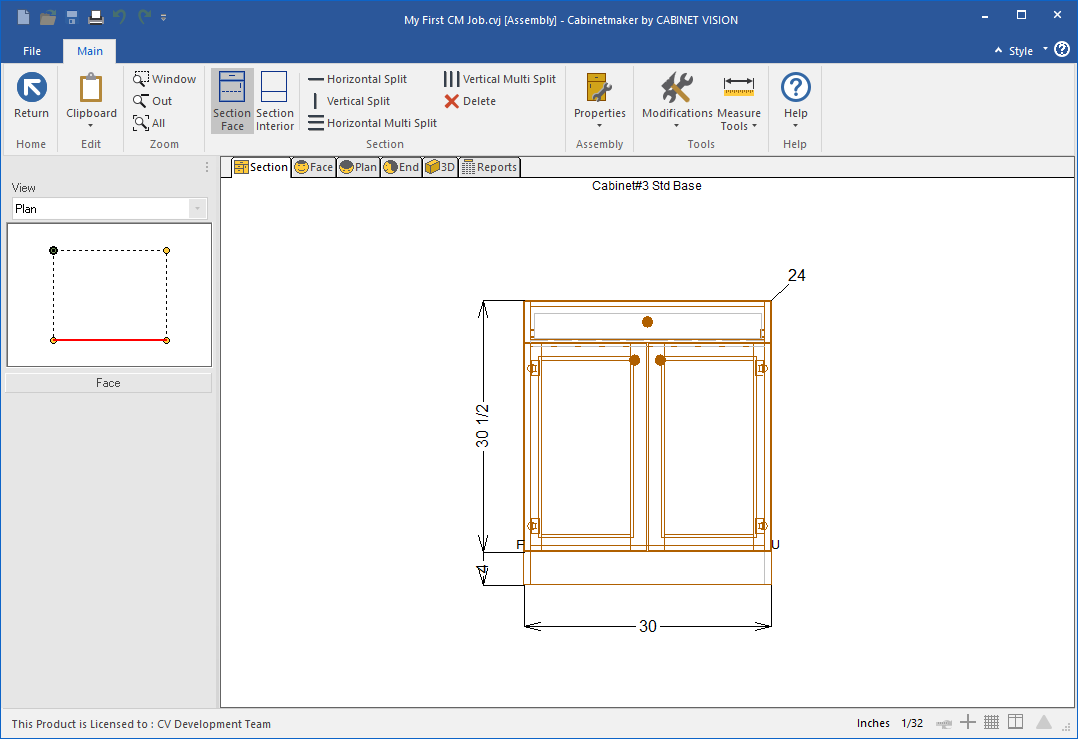 My First CM Job.cvj [Assembly] - Cabinetmaker by CABINET VISION
File Main Style
Return
Home
Clipboard
Edit
Window
Out
All
Zoom
Section Face
Section Interior
Horizontal Split
Vertical Split
Horizontal Multi Split
Vertical Multi Split
Delete
Section
Properties
Assembly
Modifications
Measure Tools
Tools
Help
Help
Section Face Plan End 3D Reports
View
Plan
Face
Cabinet#3 Std Base
24
30 1/2
F
U
4
30
This Product is Licensed to : CV Development Team
Inches 1/32